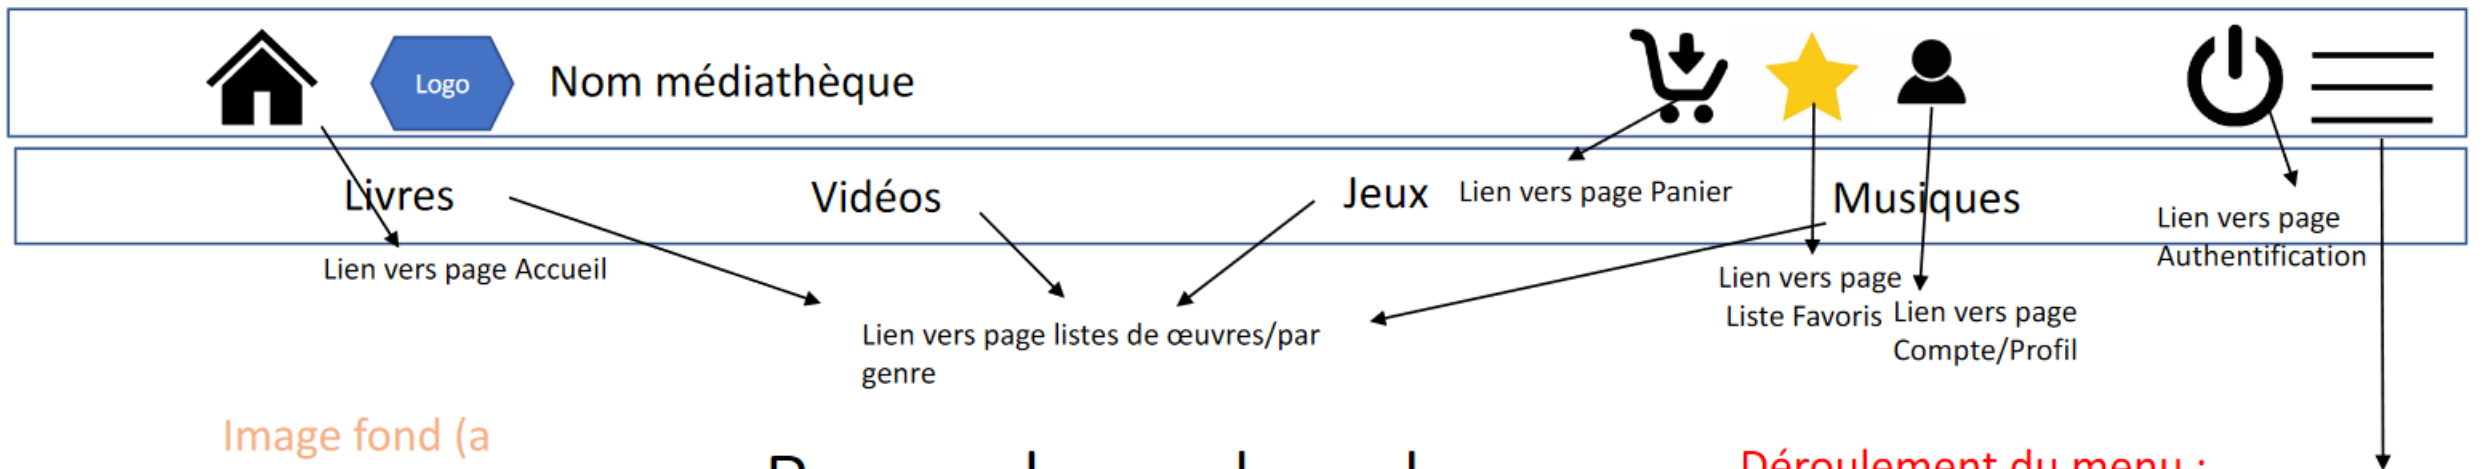 Logo
Nom médiathèque
Livres
Vidéos
Jeux
Lien vers page Panier
Musiques
Lien vers page
Authentification
Lien vers page Accueil
Lien vers page
Liste Favoris
Lien vers page
Compte/Profil
Lien vers page listes de œuvres/par
genre
Image fond (a
Déroulement du menu :